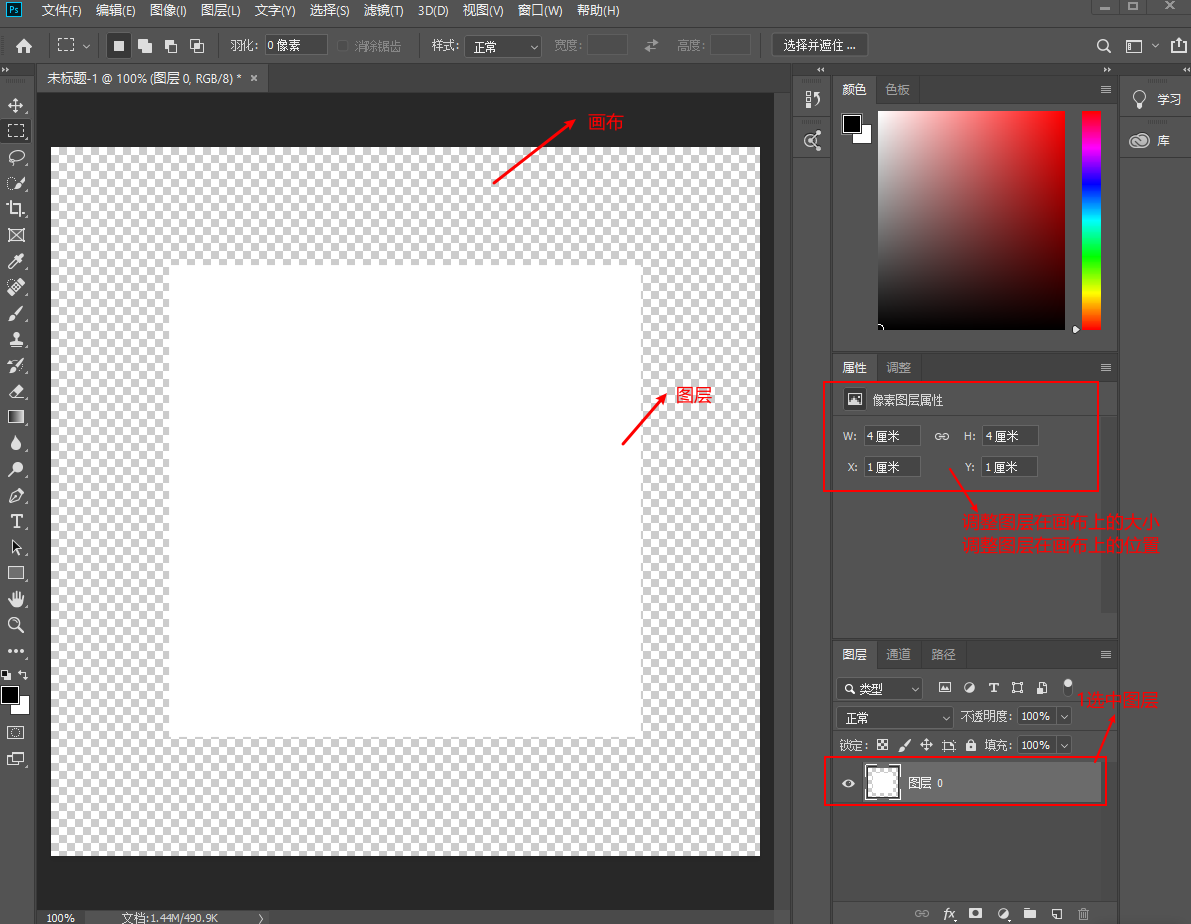 Ps 文件(F) 编辑(E) 图像(I) 图层(L) 文字(Y) 选择(S) 滤镜(T) 3D(D) 视图(V) 窗口(W) 帮助(H)
羽化: 0 像素 消除锯齿 样式: 正常 宽度: 高度: 选择并遮住 ...
未标题-1 @ 100% (图层 0, RGB/8) * ×
颜色 色板
学习
库
画布
图层
属性 调整
像素图层属性
W: 4 厘米 H: 4 厘米
X: 1 厘米 Y: 1 厘米
调整图层在画布上的大小
调整图层在画布上的位置
图层 通道 路径
类型
1选中图层
正常 不透明度: 100%
锁定: 填充: 100%
图层 0
fx
100% 文档:1.44M/490.9K